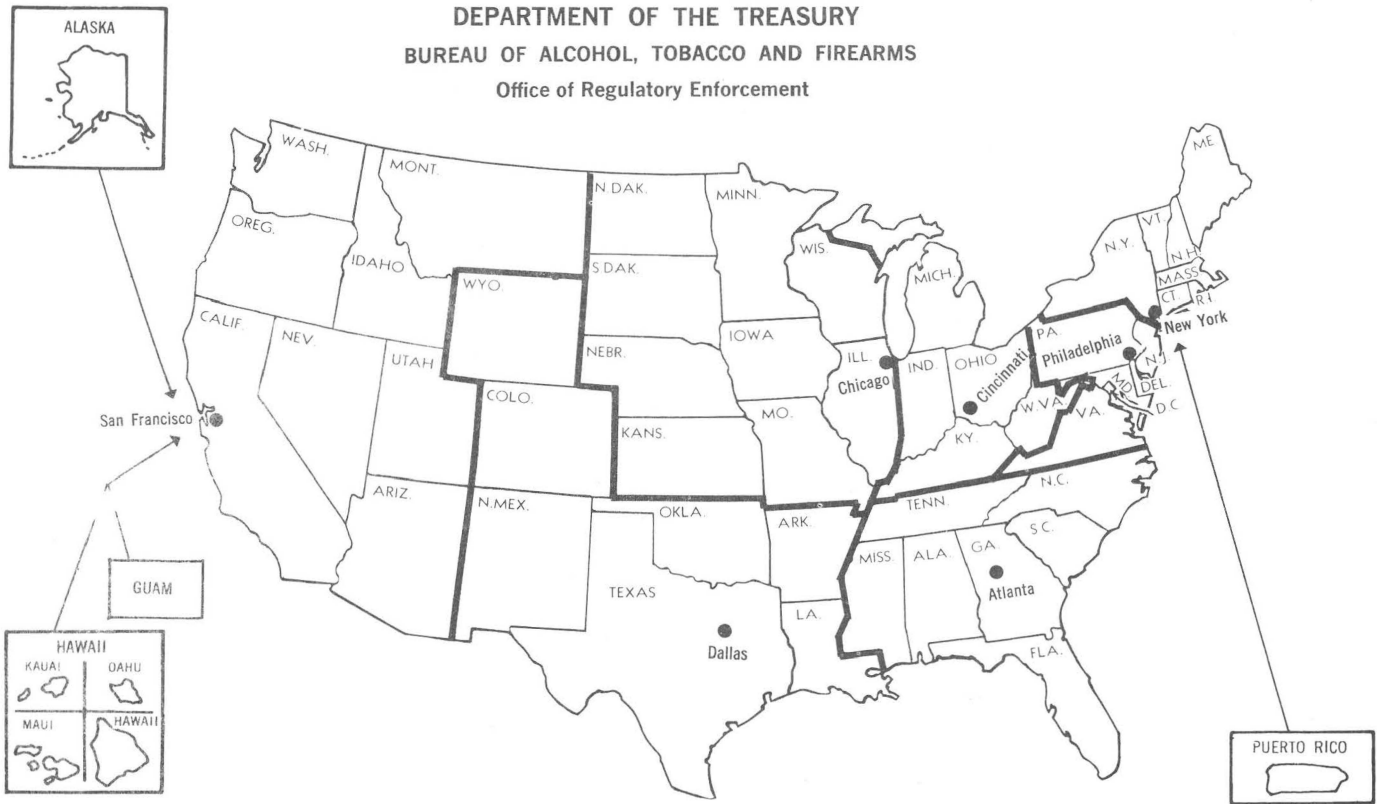 DEPARTMENT OF THE TREASURY
BUREAU OF ALCOHOL, TOBACCO AND FIREARMS
Office of Regulatory Enforcement
ALASKA
WASH.
MONT.
N.DAK.
MINN.
ME
OREG.
IDAHO
WYO.
S.DAK.
WIS.
MICH.
N.Y.
VT.
N.H.
MASS
CT.
R.I.
CALIF.
NEV.
UTAH
COLO.
NEBR.
IOWA
ILL.
Chicago
IND.
OHIO
Cincinnati
PA.
Philadelphia
New York
N.J.
DEL.
MD.
D.C
San Francisco
KANS.
MO.
KY.
W.VA.
VA.
ARIZ.
N.MEX.
OKLA.
ARK.
TENN.
N.C.
S.C.
TEXAS
Dallas
LA.
MISS.
ALA.
GA.
Atlanta
FLA.
GUAM
HAWAII
KAUAI
OAHU
MAUI
HAWAII
PUERTO RICO